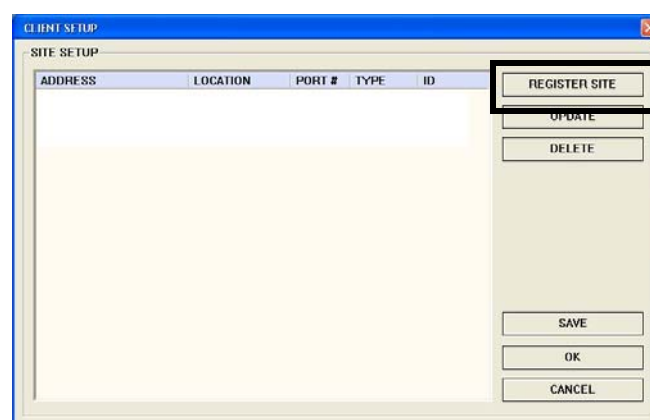 CLIENT SETUP
SITE SETUP
ADDRESS LOCATION PORT # TYPE ID
REGISTER SITE
UPDATE
DELETE
SAVE
OK
CANCEL